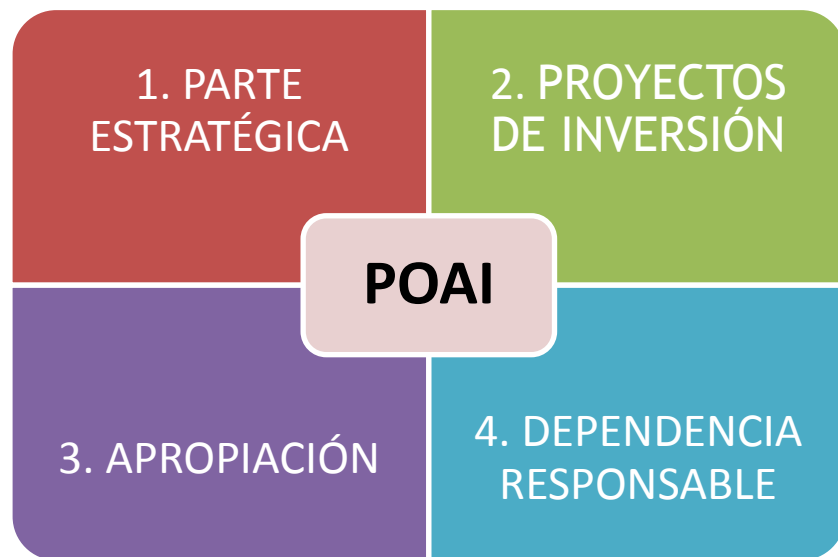 1. PARTE
ESTRATÉGICA
2. PROYECTOS
DE INVERSIÓN
POAI
3. APROPIACIÓN
4. DEPENDENCIA
RESPONSABLE